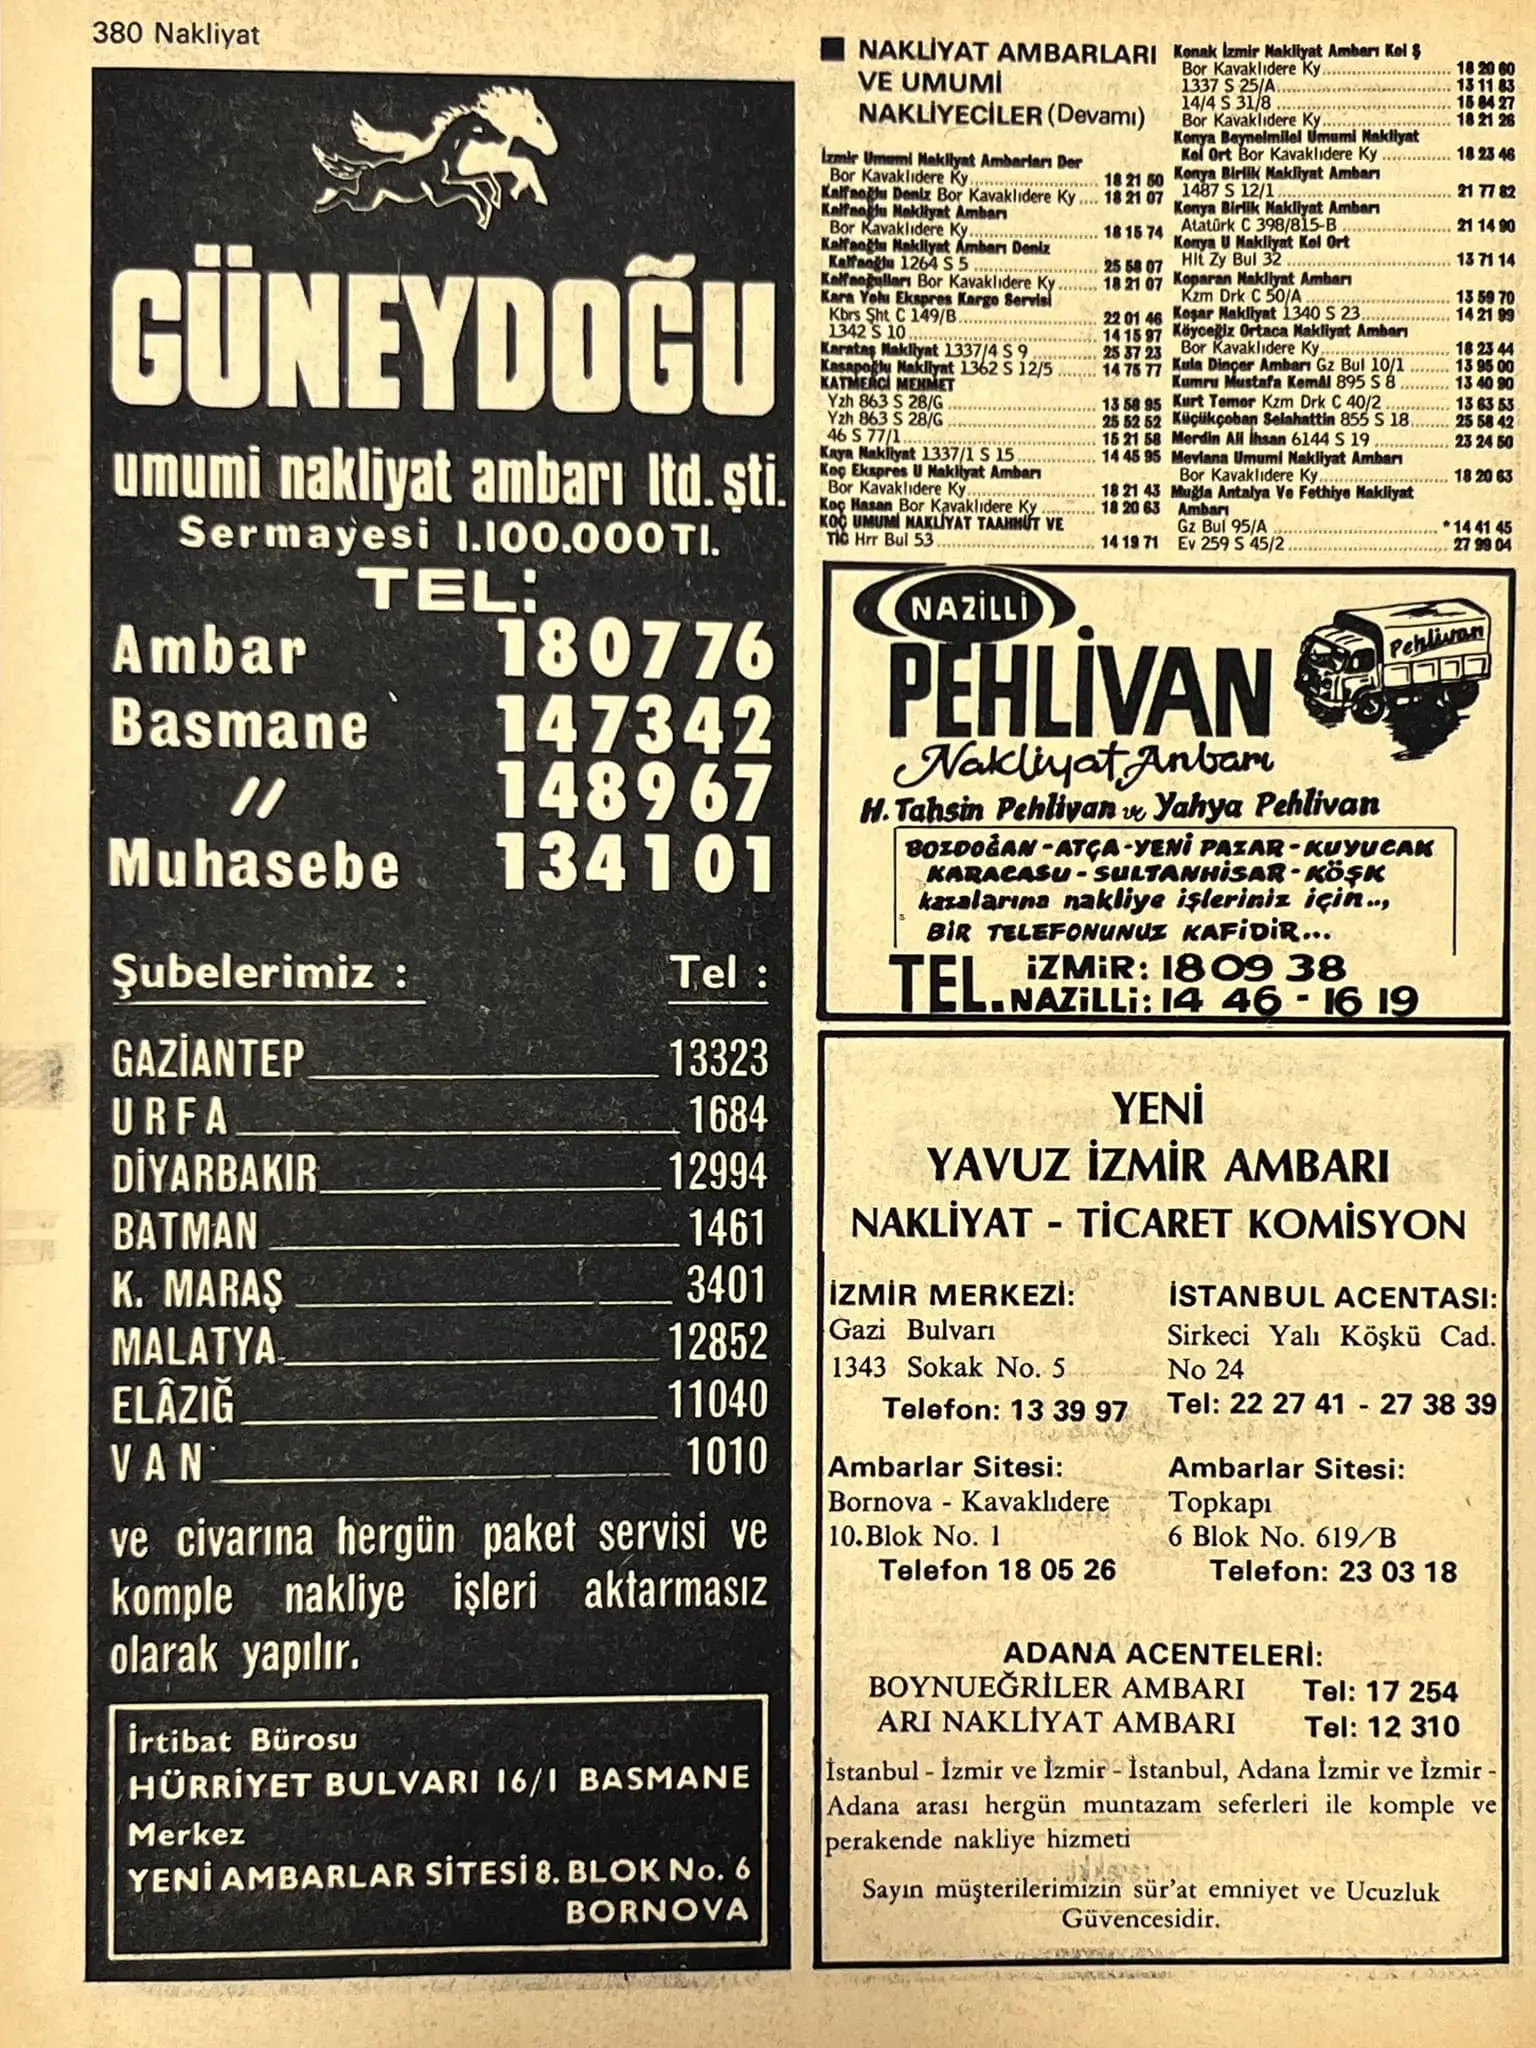 380 Nakliyat
GÜNEYDOĞU
umumi nakliyat ambarı ltd. şti.
Sermayesi 1.100.000 Tl.
TEL:
Ambar 180776
Basmane 147342
〃 148967
Muhasebe 134101
Şubelerimiz : Tel :
GAZİANTEP 13323
URFA 1684
DİYARBAKIR 12994
BATMAN 1461
K. MARAŞ 3401
MALATYA 12852
ELÂZIĞ 11040
VAN 1010
ve civarına hergün paket servisi ve
komple nakliye işleri aktarmasız
olarak yapılır.
İrtibat Bürosu
HÜRRİYET BULVARI 16/1 BASMANE
Merkez
YENİ AMBARLAR SİTESİ 8. BLOK No. 6
BORNOVA
■ NAKLİYAT AMBARLARI
VE UMUMİ
NAKLİYECİLER (Devamı)
İzmir Umumi Nakliyat Ambarları Der
Bor Kavaklıdere Ky 18 21 50
Kalfaoğlu Deniz Bor Kavaklıdere Ky 18 21 07
Kalfaoğlu Nakliyat Ambarı
Bor Kavaklıdere Ky 18 15 74
Kalfaoğlu Nakliyat Ambarı Deniz
Kalfaoğlu 1264 S 5 25 58 07
Kalfaoğulları Bor Kavaklıdere Ky 18 21 07
Kara Yolu Ekspres Kargo Servisi
Kbrs Şht C 149/B 22 01 46
1342 S 10 14 15 97
Karataş Nakliyat 1337/4 S 9 25 37 23
Kasapoğlu Nakliyat 1362 S 12/5 14 75 77
KATMERCİ MEHMET
Yzh 863 S 28/G 13 58 95
Yzh 863 S 28/G 25 52 52
46 S 77/1 15 21 58
Kaya Nakliyat 1337/1 S 15 14 45 95
Koç Ekspres U Nakliyat Ambarı
Bor Kavaklıdere Ky 18 21 43
Koç Hasan Bor Kavaklıdere Ky 18 20 63
KOÇ UMUMİ NAKLİYAT TAAHHÜT VE
TİC Hrr Bul 53 14 19 71
Konak İzmir Nakliyat Ambarı Kol Ş
Bor Kavaklıdere Ky 18 20 60
1337 S 25/A 13 11 83
14/4 S 31/8 15 84 27
Bor Kavaklıdere Ky 18 21 26
Konya Beynelmilel Umumi Nakliyat
Kol Ort Bor Kavaklıdere Ky 18 23 46
Konya Birlik Nakliyat Ambarı
1487 S 12/1 21 77 82
Konya Birlik Nakliyat Ambarı
Atatürk C 398/815-B 21 14 90
Konya U Nakliyat Kol Ort
Hlt Zy Bul 32 13 71 14
Koparan Nakliyat Ambarı
Kzm Drk C 50/A 13 59 70
Koşar Nakliyat 1340 S 23 14 21 99
Köyceğiz Ortaca Nakliyat Ambarı
Bor Kavaklıdere Ky 18 23 44
Kula Dinçer Ambarı Gz Bul 10/1 13 95 00
Kumru Mustafa Kemâl 895 S 8 13 40 90
Kurt Temor Kzm Drk C 40/2 13 63 53
Küçükçoban Selahattin 855 S 18 25 58 42
Merdin Ali İhsan 6144 S 19 23 24 50
Mevlana Umumi Nakliyat Ambarı
Bor Kavaklıdere Ky 18 20 63
Muğla Antalya Ve Fethiye Nakliyat
Ambarı
Gz Bul 95/A *14 41 45
Ev 259 S 45/2 27 99 04
NAZİLLİ
PEHLİVAN
Pehlivan
Nakliyat Anbarı
H. Tahsin Pehlivan ve Yahya Pehlivan
BOZDOĞAN - ATÇA - YENİ PAZAR - KUYUCAK
KARACASU - SULTANHİSAR - KÖŞK
kazalarına nakliye işleriniz için..,
BİR TELEFONUNUZ KAFİDİR...
TEL. İZMİR: 18 09 38
NAZİLLİ: 14 46 - 16 19
YENİ
YAVUZ İZMİR AMBARI
NAKLİYAT - TİCARET KOMİSYON
İZMİR MERKEZİ:
Gazi Bulvarı
1343 Sokak No. 5
Telefon: 13 39 97
İSTANBUL ACENTASI:
Sirkeci Yalı Köşkü Cad.
No 24
Tel: 22 27 41 - 27 38 39
Ambarlar Sitesi:
Bornova - Kavaklıdere
10. Blok No. 1
Telefon 18 05 26
Ambarlar Sitesi:
Topkapı
6 Blok No. 619/B
Telefon: 23 03 18
ADANA ACENTELERİ:
BOYNUEĞRİLER AMBARI Tel: 17 254
ARI NAKLİYAT AMBARI Tel: 12 310
İstanbul - İzmir ve İzmir - İstanbul, Adana İzmir ve İzmir -
Adana arası hergün muntazam seferleri ile komple ve
perakende nakliye hizmeti
Sayın müşterilerimizin sür'at emniyet ve Ucuzluk
Güvencesidir.